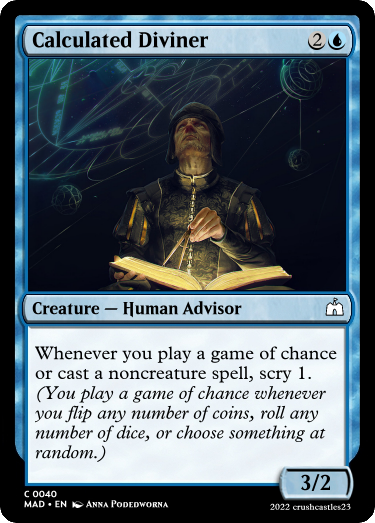 Calculated Diviner 2
Creature — Human Advisor
Whenever you play a game of chance
or cast a noncreature spell, scry 1.
(You play a game of chance whenever
you flip any number of coins, roll any
number of dice, or choose something at
random.)
3/2
C 0040
MAD • EN Anna Podedworna
2022 crushcastles23